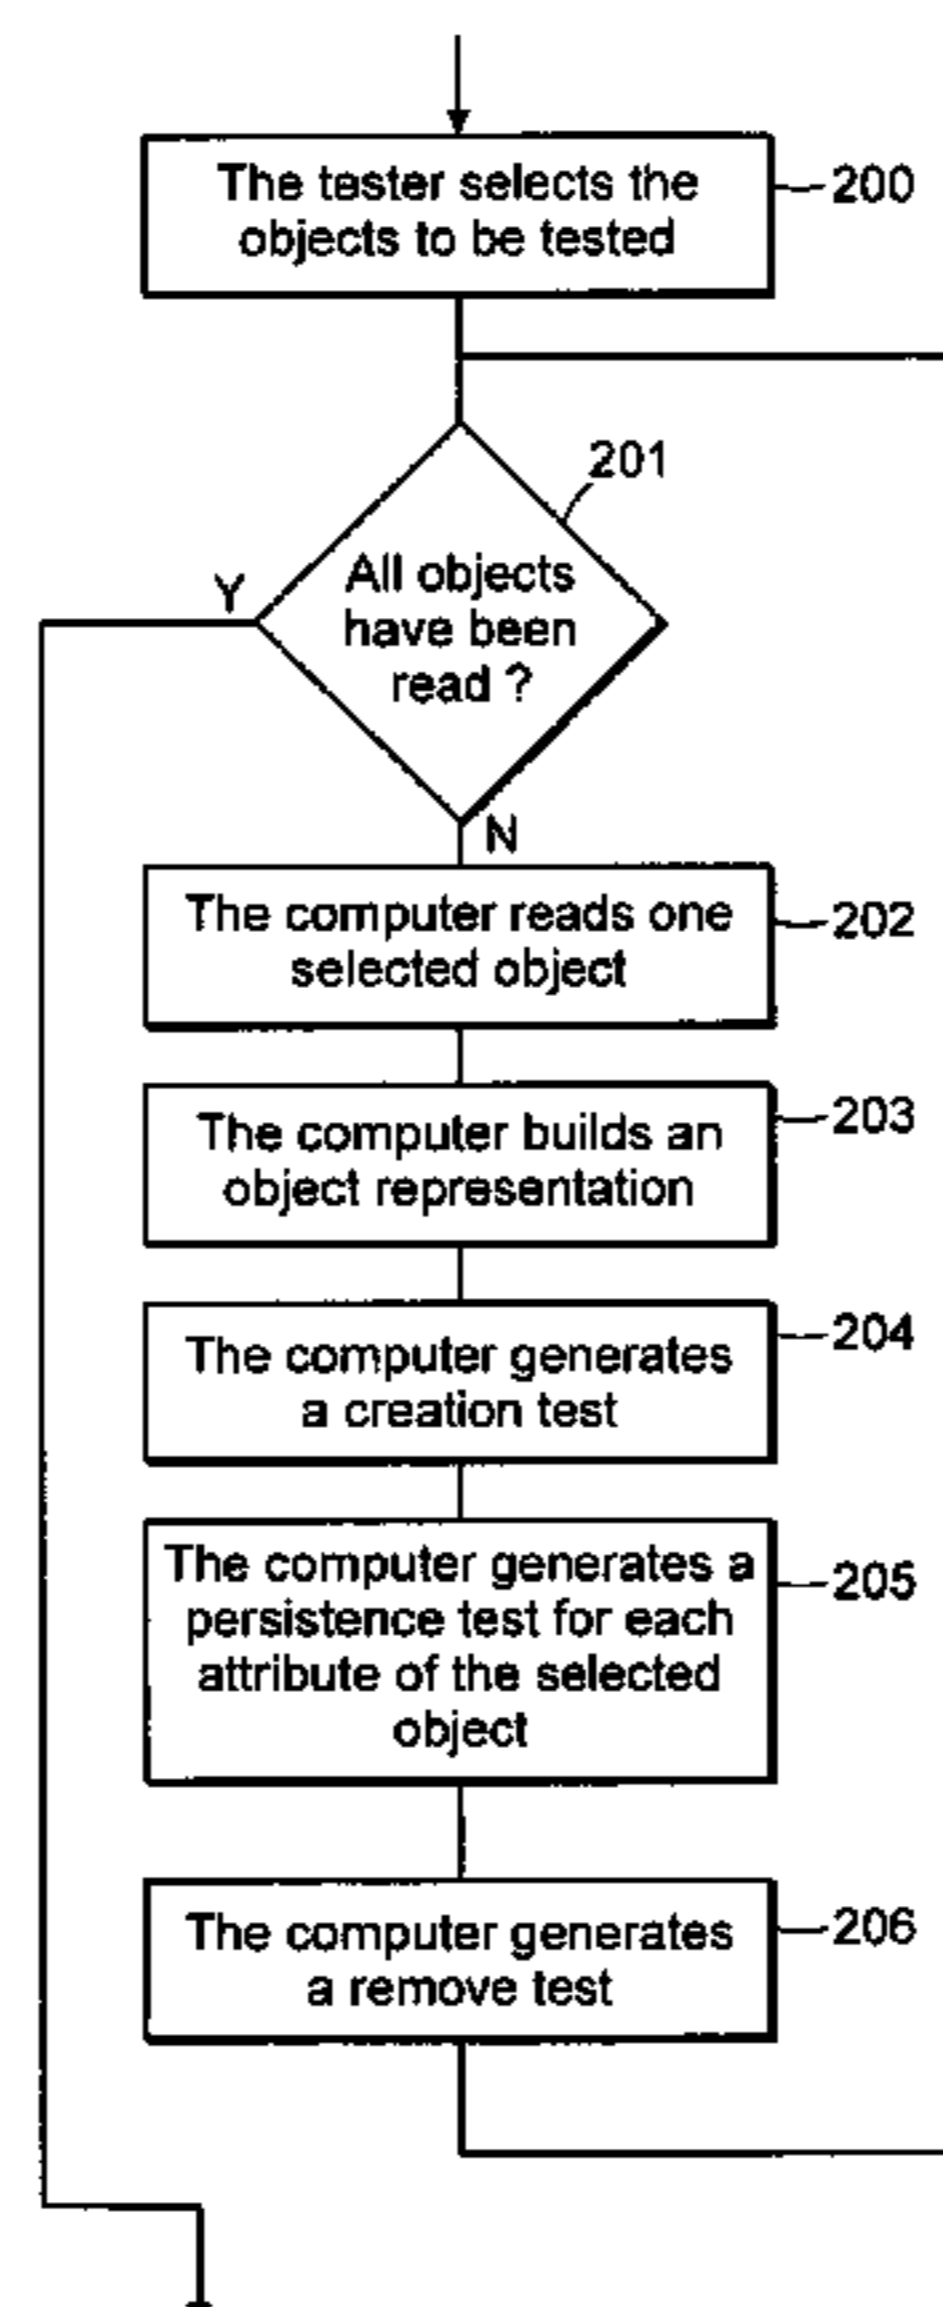 The tester selects the
objects to be tested
200
201
All objects
have been
read ?
Y
N
The computer reads one
selected object
202
The computer builds an
object representation
203
The computer generates
a creation test
204
The computer generates a
persistence test for each
attribute of the selected
object
205
The computer generates
a remove test
206